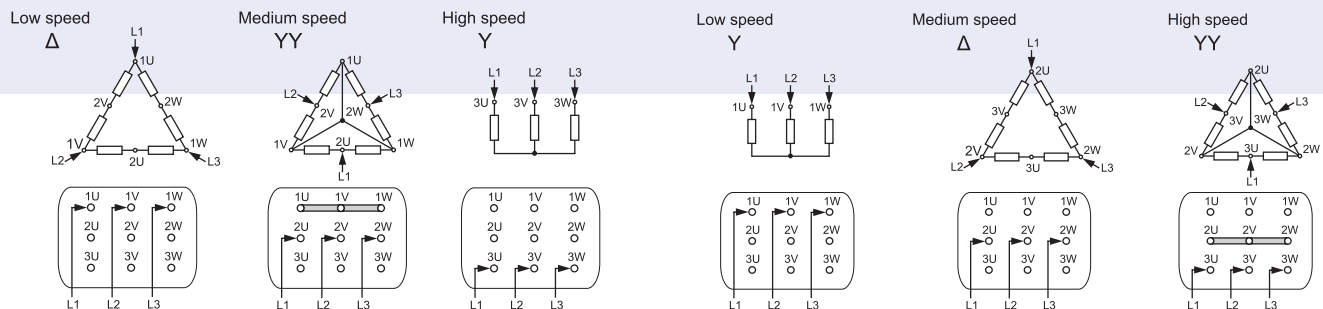 Low speed
Δ
L1
1U
2V
2W
1V
1W
L2
2U
L3
1U 1V 1W
2U 2V 2W
3U 3V 3W
L1 L2 L3
Medium speed
YY
1U
L2
L3
2V 2W
1V
2U
1W
L1
1U 1V 1W
2U 2V 2W
3U 3V 3W
L1 L2 L3
High speed
Y
L1 L2 L3
3U 3V 3W
1U 1V 1W
2U 2V 2W
3U 3V 3W
L1 L2 L3
Low speed
Y
L1 L2 L3
1U 1V 1W
1U 1V 1W
2U 2V 2W
3U 3V 3W
L1 L2 L3
Medium speed
Δ
L1
2U
3V 3W
2V
2W
L2
3U
L3
1U 1V 1W
2U 2V 2W
3U 3V 3W
L1 L2 L3
High speed
YY
2U
L2
L3
3V 3W
2V
3U
2W
L1
1U 1V 1W
2U 2V 2W
3U 3V 3W
L1 L2 L3